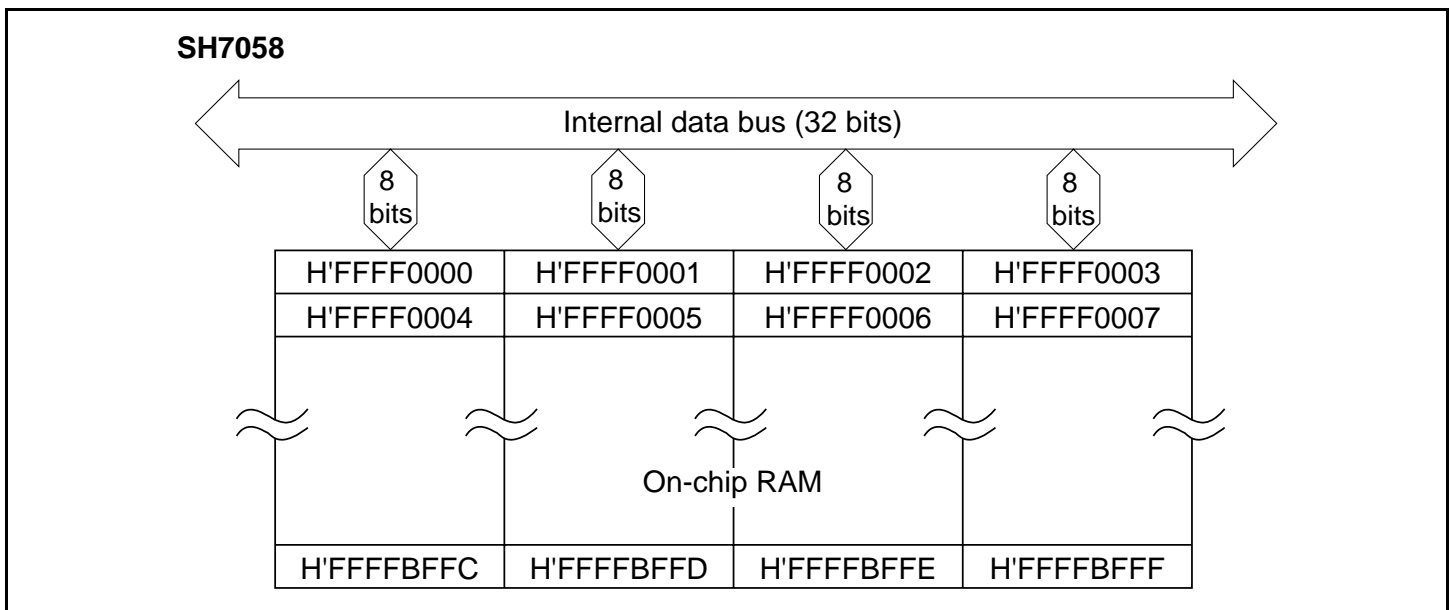 SH7058
Internal data bus (32 bits)
8 bits
8 bits
8 bits
8 bits
H'FFFF0000 H'FFFF0001 H'FFFF0002 H'FFFF0003
H'FFFF0004 H'FFFF0005 H'FFFF0006 H'FFFF0007
On-chip RAM
H'FFFFBFFC H'FFFFBFFD H'FFFFBFFE H'FFFFBFFF